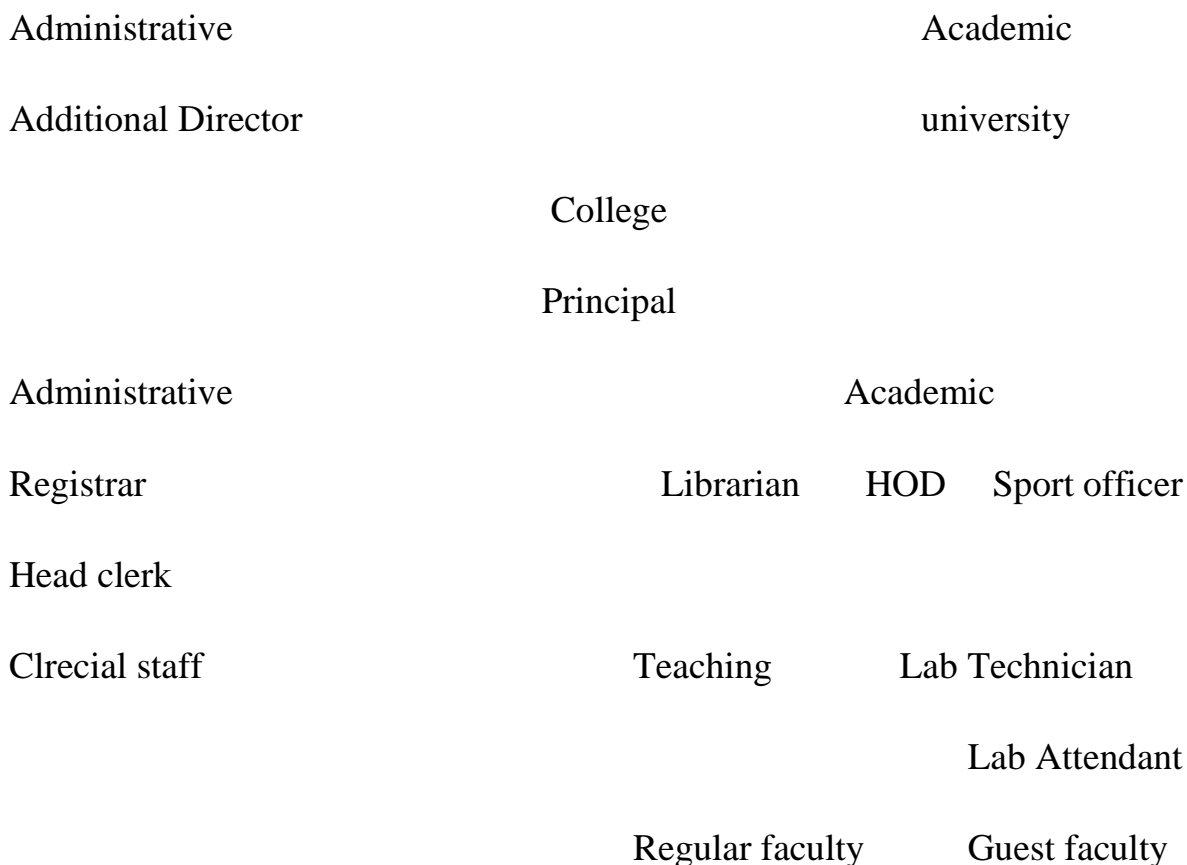 Administrative Academic
Additional Director university
College
Principal
Administrative Academic
Registrar Librarian HOD Sport officer
Head clerk
Clrecial staff Teaching Lab Technician
Lab Attendant
Regular faculty Guest faculty